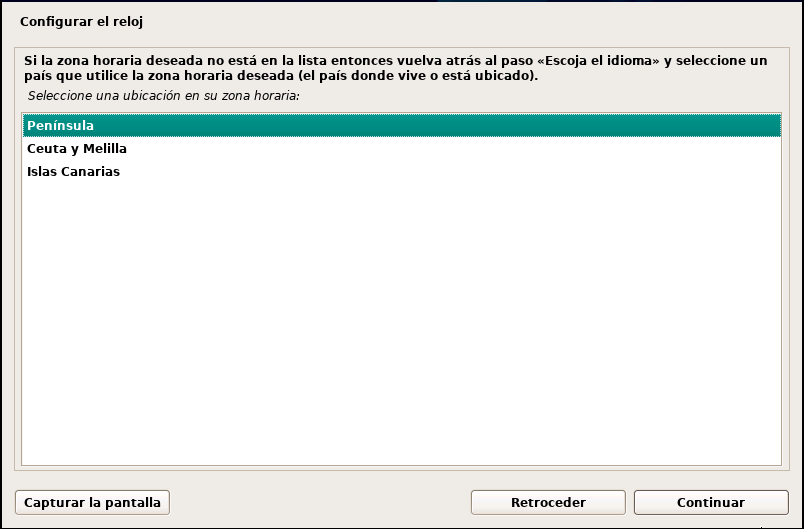 Configurar el reloj
Si la zona horaria deseada no está en la lista entonces vuelva atrás al paso «Escoja el idioma» y seleccione un
país que utilice la zona horaria deseada (el país donde vive o está ubicado).
Seleccione una ubicación en su zona horaria:
Península
Ceuta y Melilla
Islas Canarias
Capturar la pantalla
Retroceder
Continuar